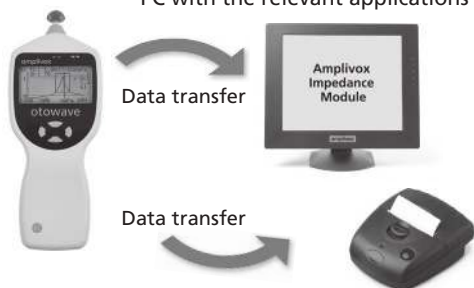 PC with the relevant applications
amplivox
otowave
Data transfer
Amplivox
Impedance
Module
amplivox
Data transfer